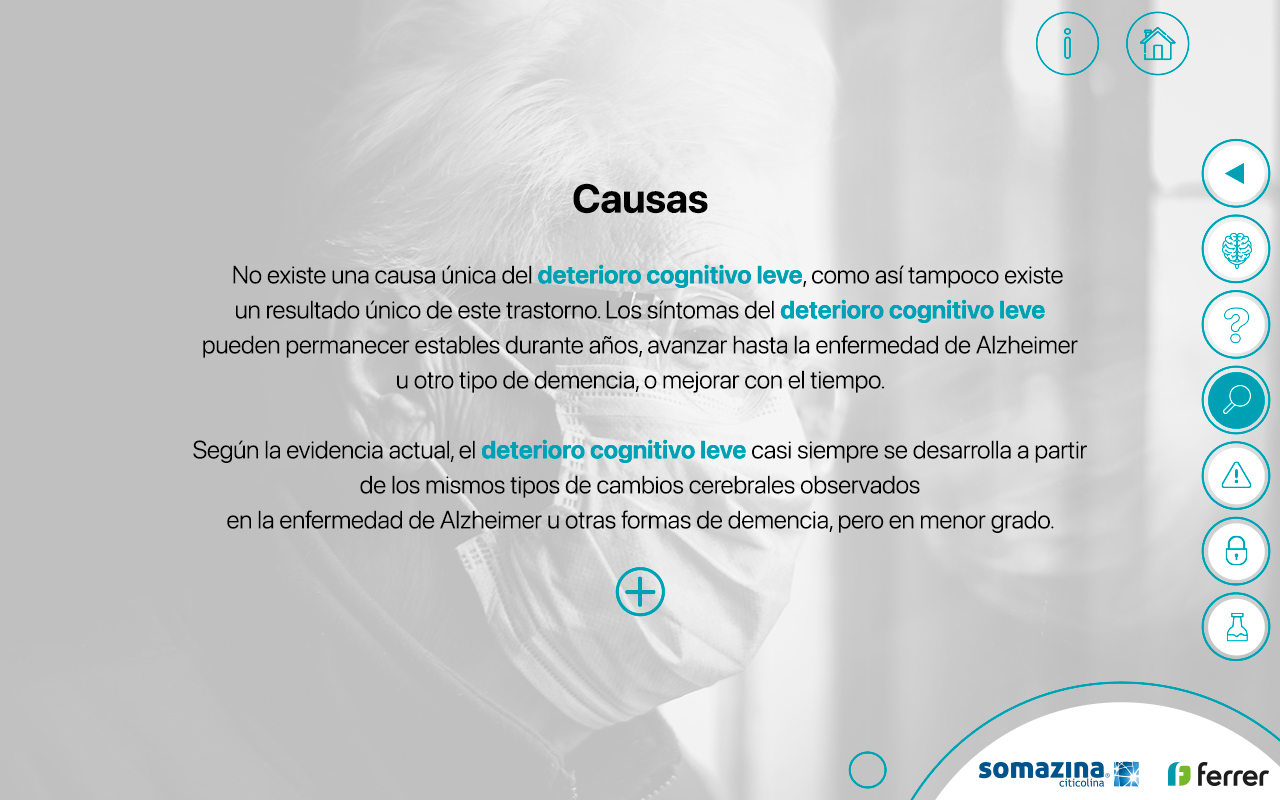 Causas
No existe una causa única del deterioro cognitivo leve, como así tampoco existe
un resultado único de este trastorno. Los síntomas del deterioro cognitivo leve
pueden permanecer estables durante años, avanzar hasta la enfermedad de Alzheimer
u otro tipo de demencia, o mejorar con el tiempo.
Según la evidencia actual, el deterioro cognitivo leve casi siempre se desarrolla a partir
de los mismos tipos de cambios cerebrales observados
en la enfermedad de Alzheimer u otras formas de demencia, pero en menor grado.
somazina®
citicolina
ferrer